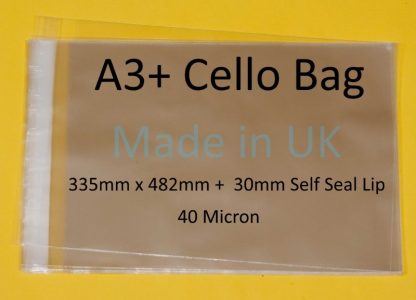 A3+ Cello Bag
Made in UK
335mm x 482mm + 30mm Self Seal Lip
40 Micron